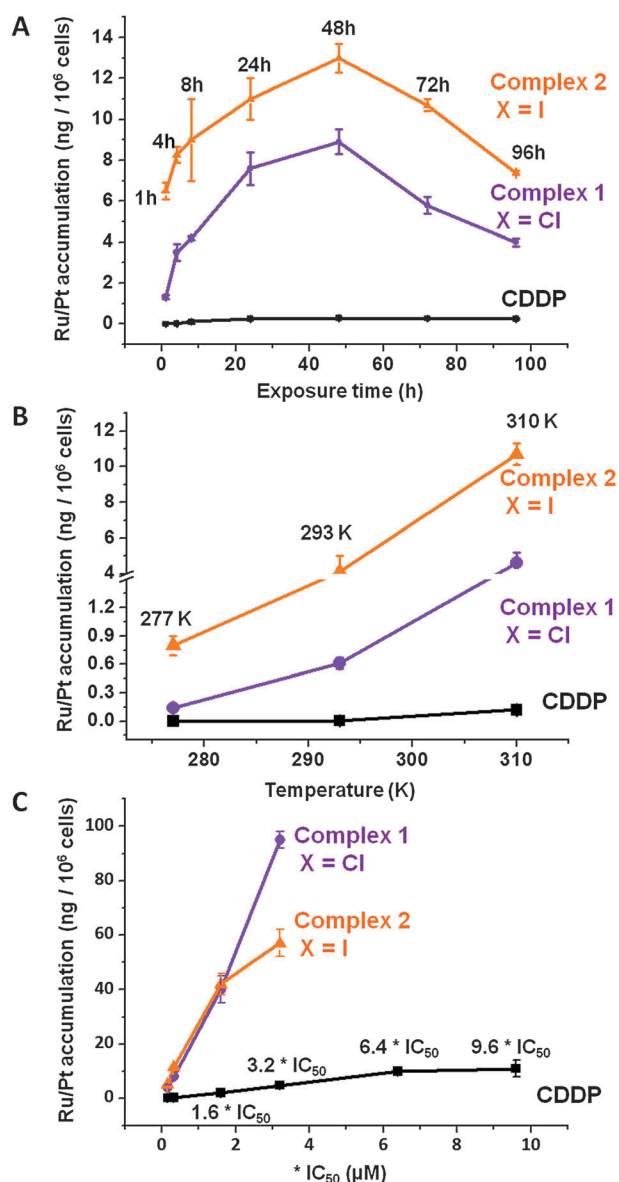 A
Ru/Pt accumulation (ng / 10⁶ cells)
14
12
10
8
6
4
2
0
0 20 40 60 80 100
Exposure time (h)
1h
4h
8h
24h
48h
72h
96h
Complex 2
X = I
Complex 1
X = Cl
CDDP
B
Ru/Pt accumulation (ng / 10⁶ cells)
12
10
8
6
4
1.2
0.9
0.6
0.3
0.0
280 290 300 310
Temperature (K)
277 K
293 K
310 K
Complex 2
X = I
Complex 1
X = Cl
CDDP
C
Ru/Pt accumulation (ng / 10⁶ cells)
100
80
60
40
20
0
0 2 4 6 8 10
* IC₅₀ (μM)
Complex 1
X = Cl
Complex 2
X = I
1.6 * IC₅₀
3.2 * IC₅₀
6.4 * IC₅₀
9.6 * IC₅₀
CDDP